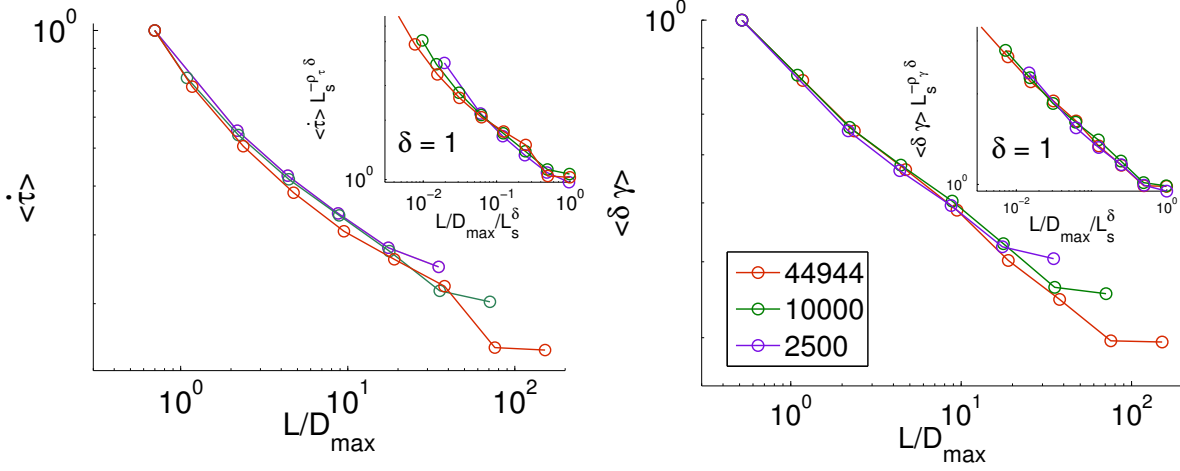 10^0
<τ̇>
10^0 10^1 10^2
L/D_max
<τ̇> L_s^{-ρ_τ δ}
10^0
δ = 1
10^{-2} 10^{-1} 10^0
L/D_max/L_s^δ
10^0
<δ γ>
10^0 10^1 10^2
L/D_max
<δ γ> L_s^{-ρ_γ δ}
10^0
δ = 1
10^{-2} 10^0
L/D_max/L_s^δ
44944
10000
2500